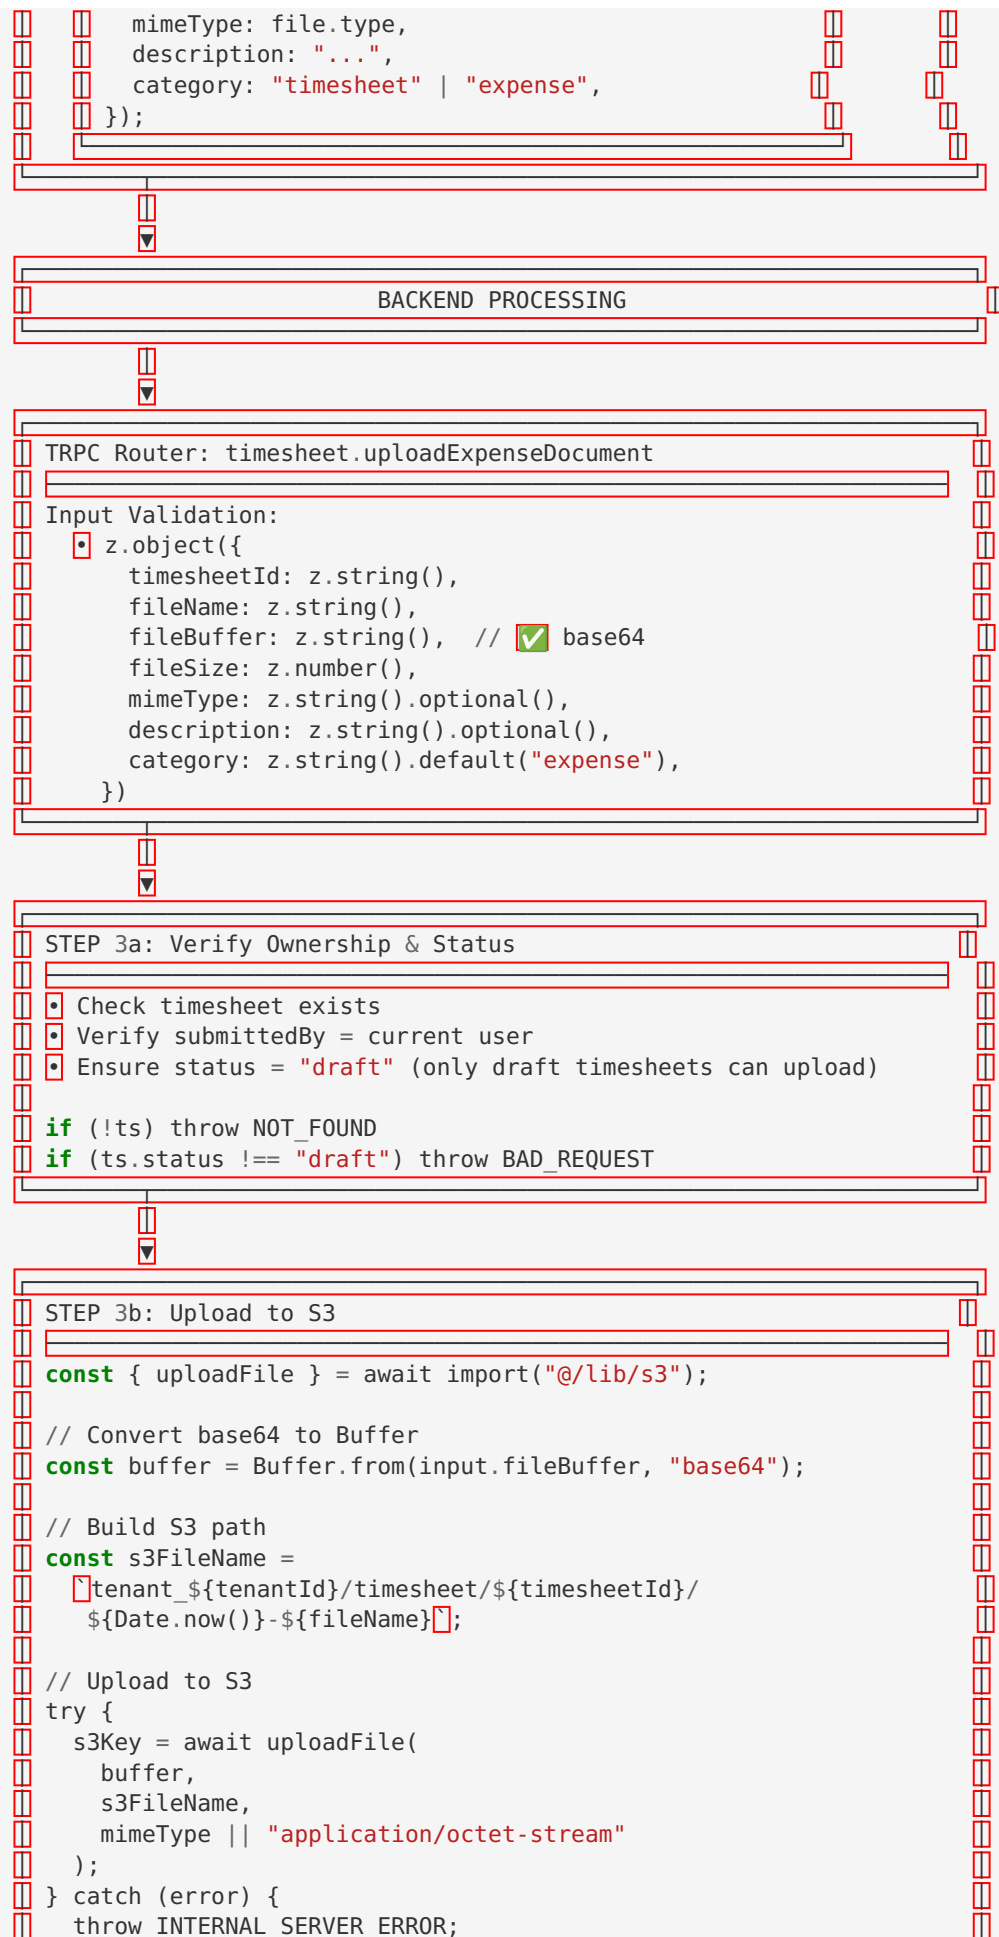 mimeType: file.type,
description: "...",
category: "timesheet" | "expense",
});
▼
BACKEND PROCESSING
▼
TRPC Router: timesheet.uploadExpenseDocument
Input Validation:
• z.object({
timesheetId: z.string(),
fileName: z.string(),
fileBuffer: z.string(), // ✅ base64
fileSize: z.number(),
mimeType: z.string().optional(),
description: z.string().optional(),
category: z.string().default("expense"),
})
▼
STEP 3a: Verify Ownership & Status
• Check timesheet exists
• Verify submittedBy = current user
• Ensure status = "draft" (only draft timesheets can upload)
if (!ts) throw NOT_FOUND
if (ts.status !== "draft") throw BAD_REQUEST
▼
STEP 3b: Upload to S3
const { uploadFile } = await import("@/lib/s3");
// Convert base64 to Buffer
const buffer = Buffer.from(input.fileBuffer, "base64");
// Build S3 path
const s3FileName =
`tenant_${tenantId}/timesheet/${timesheetId}/
${Date.now()}-${fileName}`;
// Upload to S3
try {
s3Key = await uploadFile(
buffer,
s3FileName,
mimeType || "application/octet-stream"
);
} catch (error) {
throw INTERNAL_SERVER_ERROR;